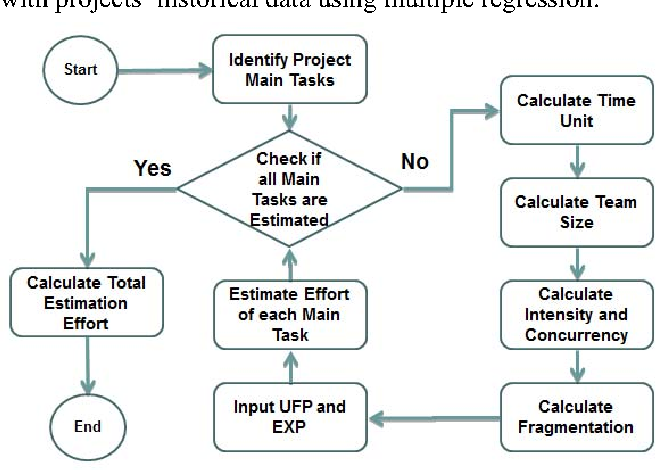 with projects' historical data using multiple regression.
Start
Identify Project
Main Tasks
Check if
all Main
Tasks are
Estimated
Yes
No
Calculate Time
Unit
Calculate Team
Size
Calculate
Intensity and
Concurrency
Calculate
Fragmentation
Input UFP and
EXP
Estimate Effort
of each Main
Task
Calculate Total
Estimation
Effort
End